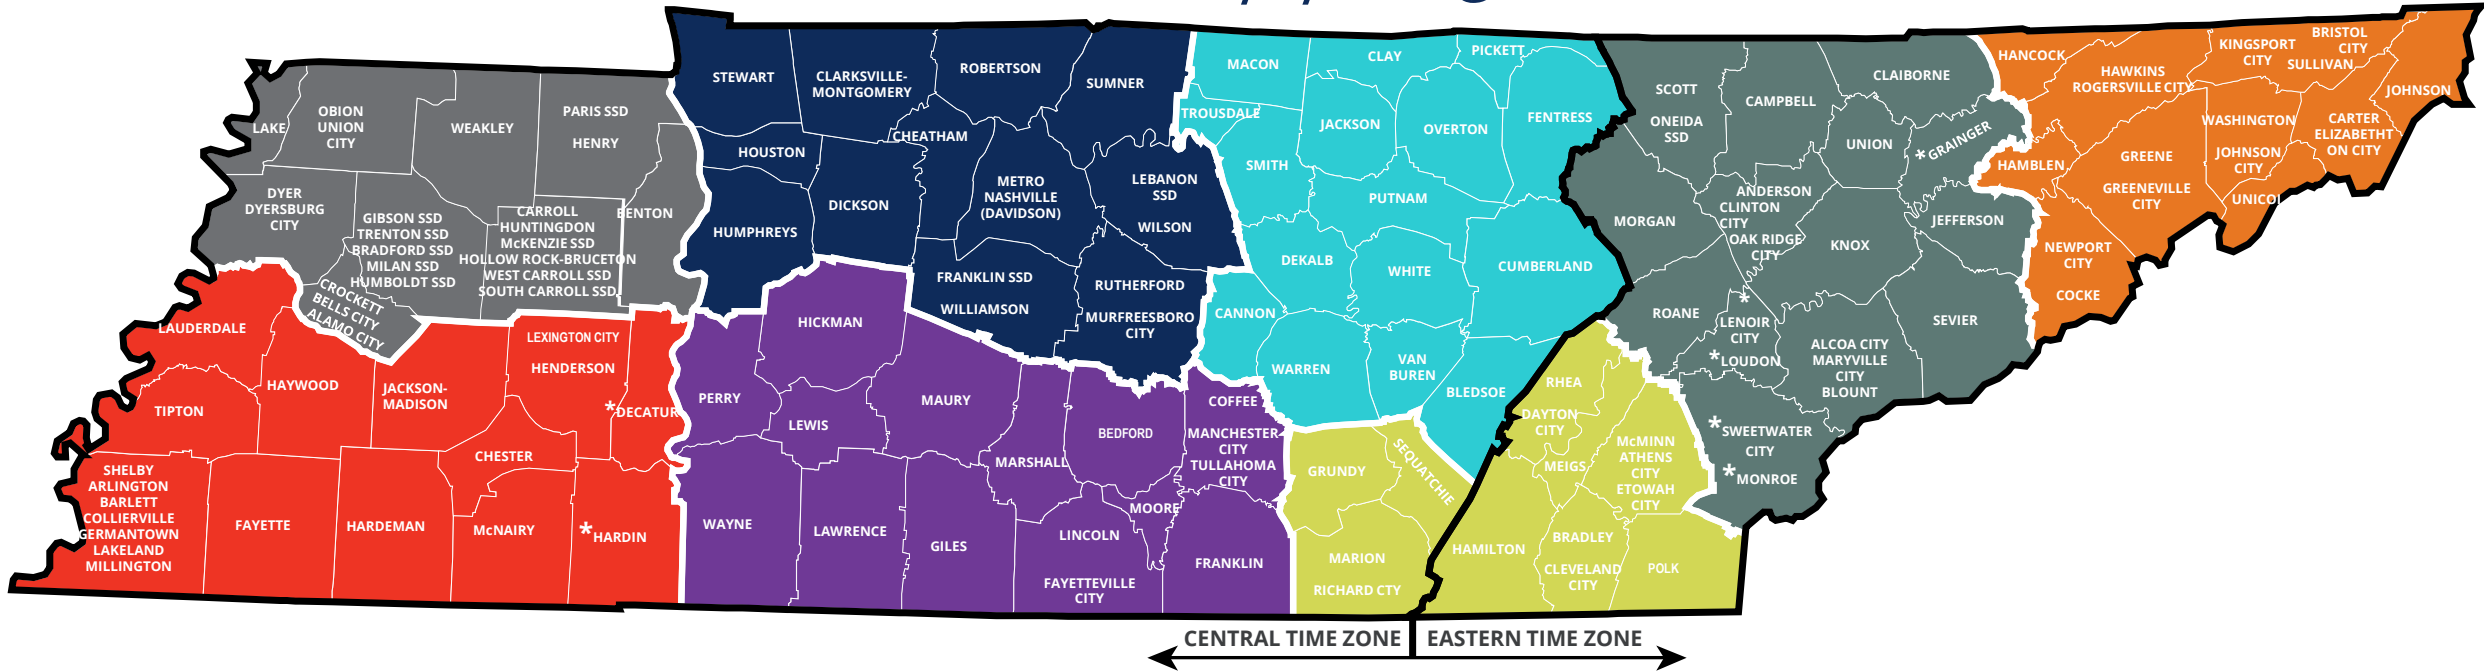 LAKE
OBION
UNION
CITY
WEAKLEY
PARIS SSD
HENRY
DYER
DYERSBURG
CITY
GIBSON SSD
TRENTON SSD
BRADFORD SSD
MILAN SSD
HUMBOLDT SSD
CARROLL
HUNTINGDON
McKENZIE SSD
HOLLOW ROCK-BRUCETON
WEST CARROLL SSD
SOUTH CARROLL SSD
BENTON
CROCKETT
BELLS CITY
ALAMO CITY
LAUDERDALE
HAYWOOD
TIPTON
JACKSON-
MADISON
LEXINGTON CITY
HENDERSON
*DECATUR
CHESTER
SHELBY
ARLINGTON
BARLETT
COLLIERVILLE
GERMANTOWN
LAKELAND
MILLINGTON
FAYETTE
HARDEMAN
McNAIRY
*HARDIN
STEWART
CLARKSVILLE-
MONTGOMERY
ROBERTSON
SUMNER
CHEATHAM
HOUSTON
DICKSON
HUMPHREYS
METRO
NASHVILLE
(DAVIDSON)
LEBANON
SSD
WILSON
FRANKLIN SSD
WILLIAMSON
RUTHERFORD
MURFREESBORO
CITY
HICKMAN
PERRY
LEWIS
MAURY
MARSHALL
BEDFORD
COFFEE
MANCHESTER
CITY
TULLAHOMA
CITY
MOORE
WAYNE
LAWRENCE
GILES
LINCOLN
FAYETTEVILLE
CITY
FRANKLIN
MACON
CLAY
PICKETT
TROUSDALE
JACKSON
OVERTON
FENTRESS
SMITH
PUTNAM
DEKALB
WHITE
CUMBERLAND
CANNON
WARREN
VAN
BUREN
BLEDSOE
GRUNDY
SEQUATCHIE
MARION
RICHARD CTY
RHEA
DAYTON
CITY
MEIGS
McMINN
ATHENS
CITY
ETOWAH
CITY
HAMILTON
BRADLEY
CLEVELAND
CITY
POLK
SCOTT
ONEIDA
SSD
CAMPBELL
CLAIBORNE
UNION
*GRAINGER
MORGAN
ANDERSON
CLINTON
CITY
OAK RIDGE
CITY
KNOX
JEFFERSON
ROANE
*
LENOIR
CITY
*LOUDON
ALCOA CITY
MARYVILLE
CITY
BLOUNT
SEVIER
*SWEETWATER
CITY
*MONROE
HANCOCK
HAWKINS
ROGERSVILLE CITY
KINGSPORT
CITY
BRISTOL
CITY
SULLIVAN
JOHNSON
HAMBLEN
GREENE
GREENEVILLE
CITY
WASHINGTON
JOHNSON
CITY
CARTER
ELIZABETHT
ON CITY
UNICOI
NEWPORT
CITY
COCKE
CENTRAL TIME ZONE
EASTERN TIME ZONE